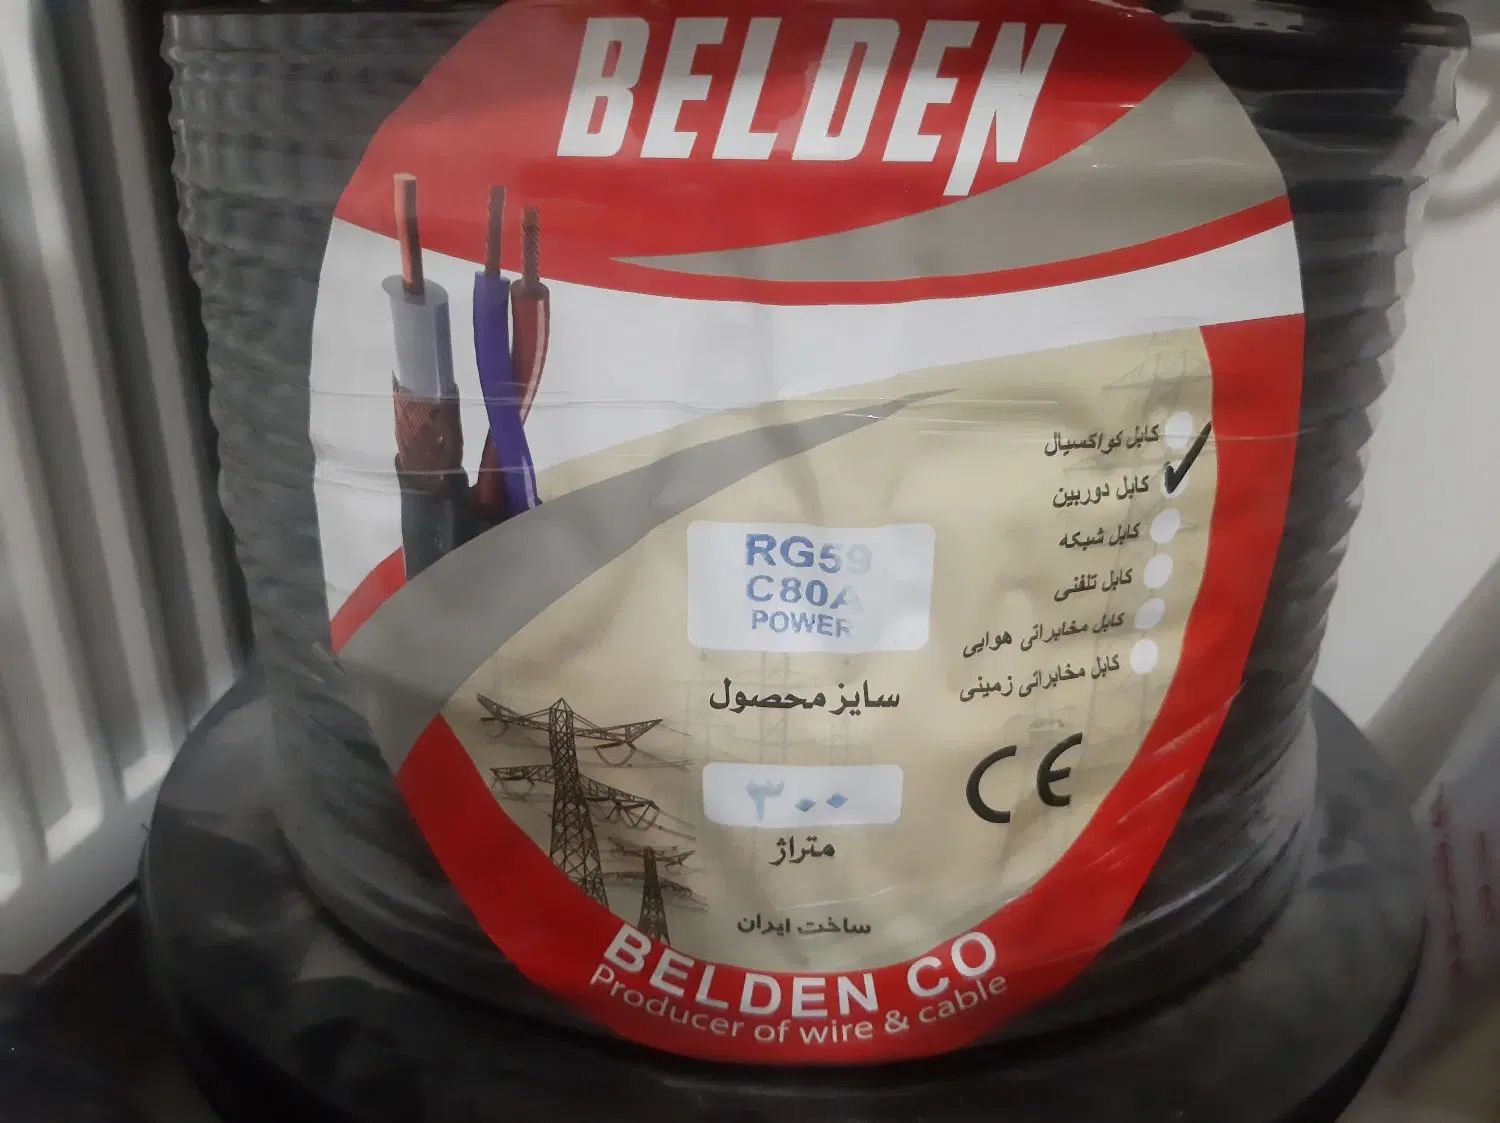 BELDEN
کابل کواکسیال
کابل دوربین
کابل شبکه
کابل تلفنی
کابل مخابراتی هوایی
کابل مخابراتی زمینی
RG59
C80A
POWER
سایز محصول
۳۰۰
متراژ
CE
ساخت ایران
BELDEN CO
Producer of wire & cable